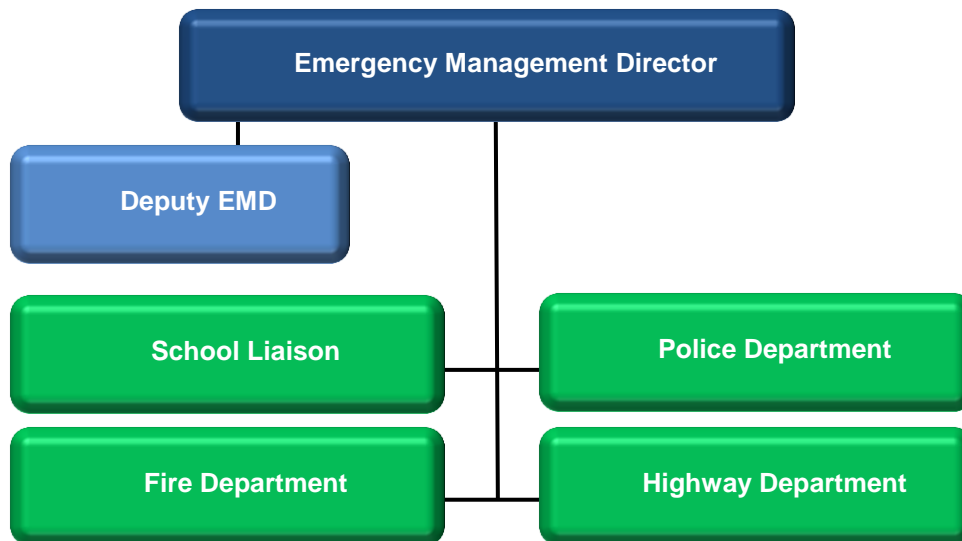 Emergency Management Director
Deputy EMD
School Liaison
Police Department
Fire Department
Highway Department